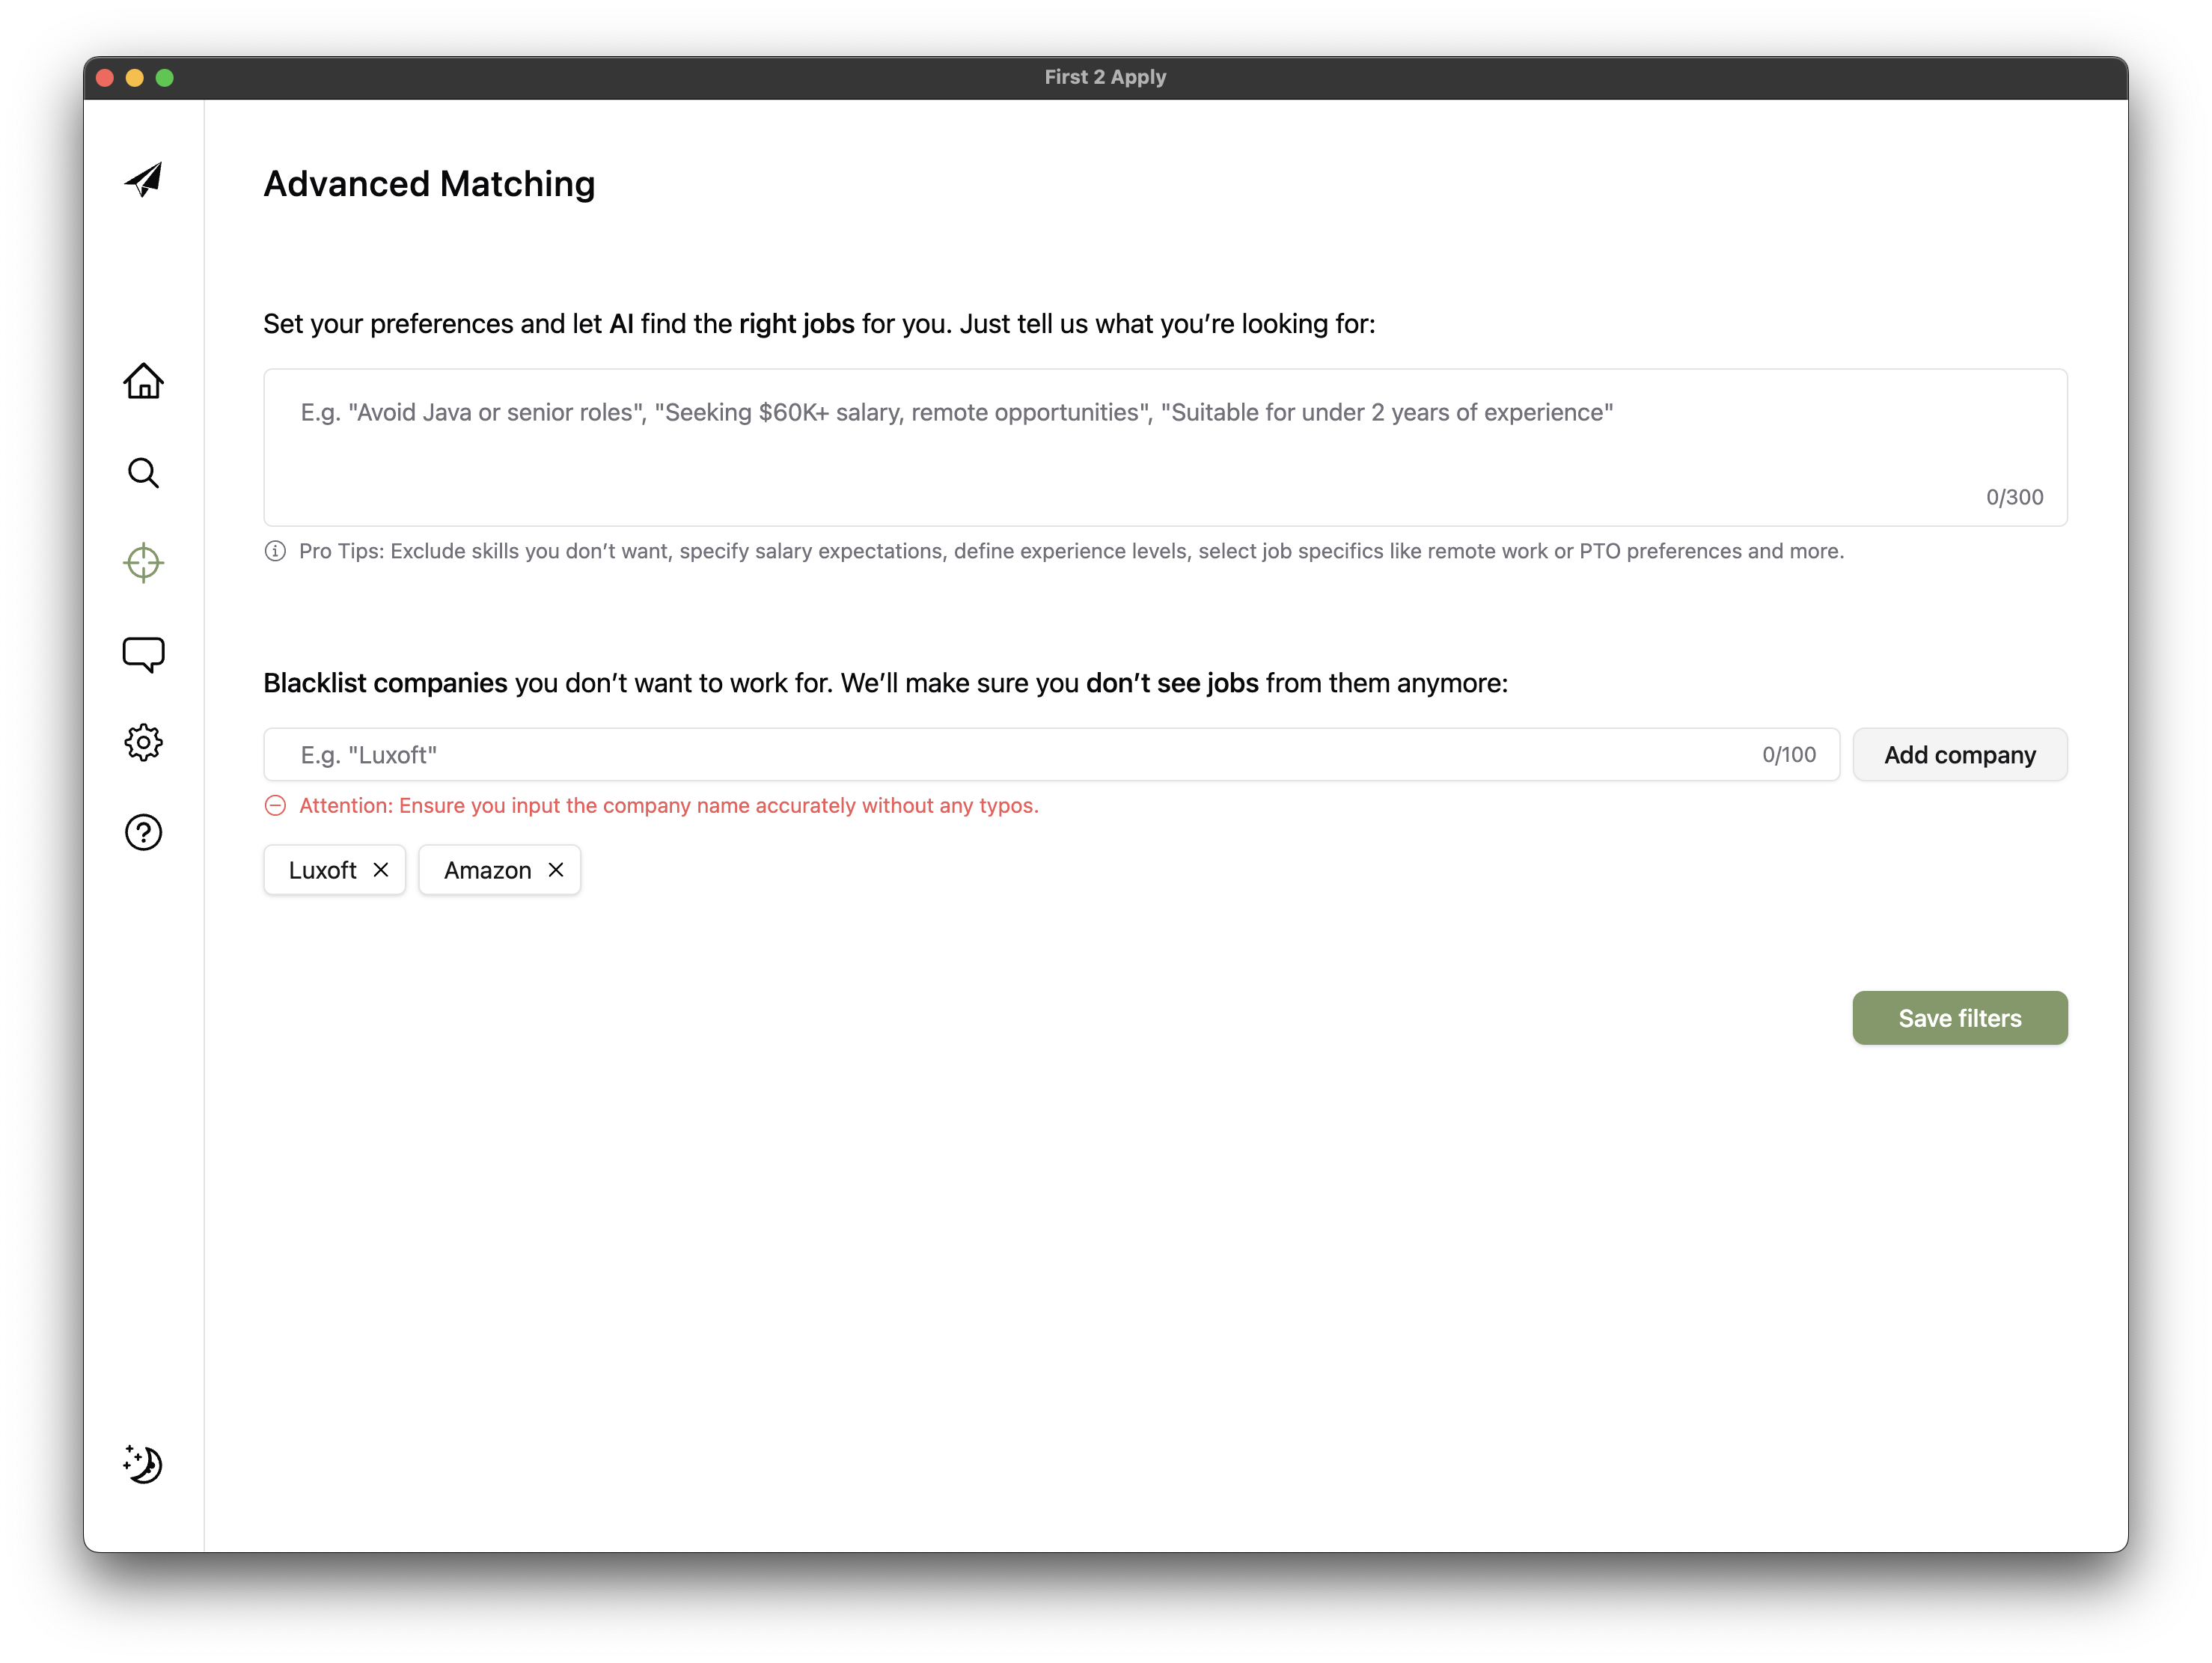 First 2 Apply
Advanced Matching
Set your preferences and let AI find the right jobs for you. Just tell us what you’re looking for:
E.g. "Avoid Java or senior roles", "Seeking $60K+ salary, remote opportunities", "Suitable for under 2 years of experience"
0/300
Pro Tips: Exclude skills you don’t want, specify salary expectations, define experience levels, select job specifics like remote work or PTO preferences and more.
Blacklist companies you don’t want to work for. We’ll make sure you don’t see jobs from them anymore:
E.g. "Luxoft" 0/100 Add company
Attention: Ensure you input the company name accurately without any typos.
Luxoft Amazon
Save filters